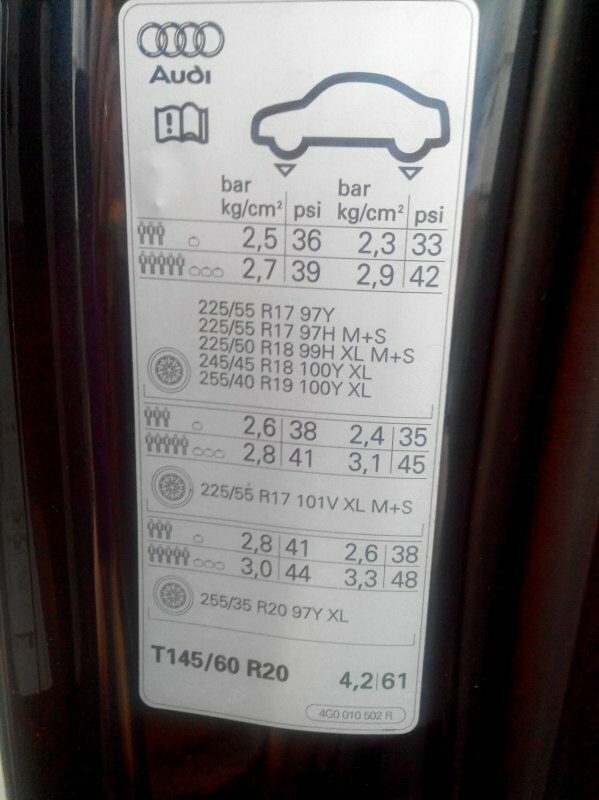 Audi
bar bar
kg/cm² psi kg/cm² psi
2,5 36 2,3 33
2,7 39 2,9 42
225/55 R17 97Y
225/55 R17 97H M+S
225/50 R18 99H XL M+S
245/45 R18 100Y XL
255/40 R19 100Y XL
2,6 38 2,4 35
2,8 41 3,1 45
225/55 R17 101V XL M+S
2,8 41 2,6 38
3,0 44 3,3 48
255/35 R20 97Y XL
T145/60 R20 4,2 61
4G0 010 502 R